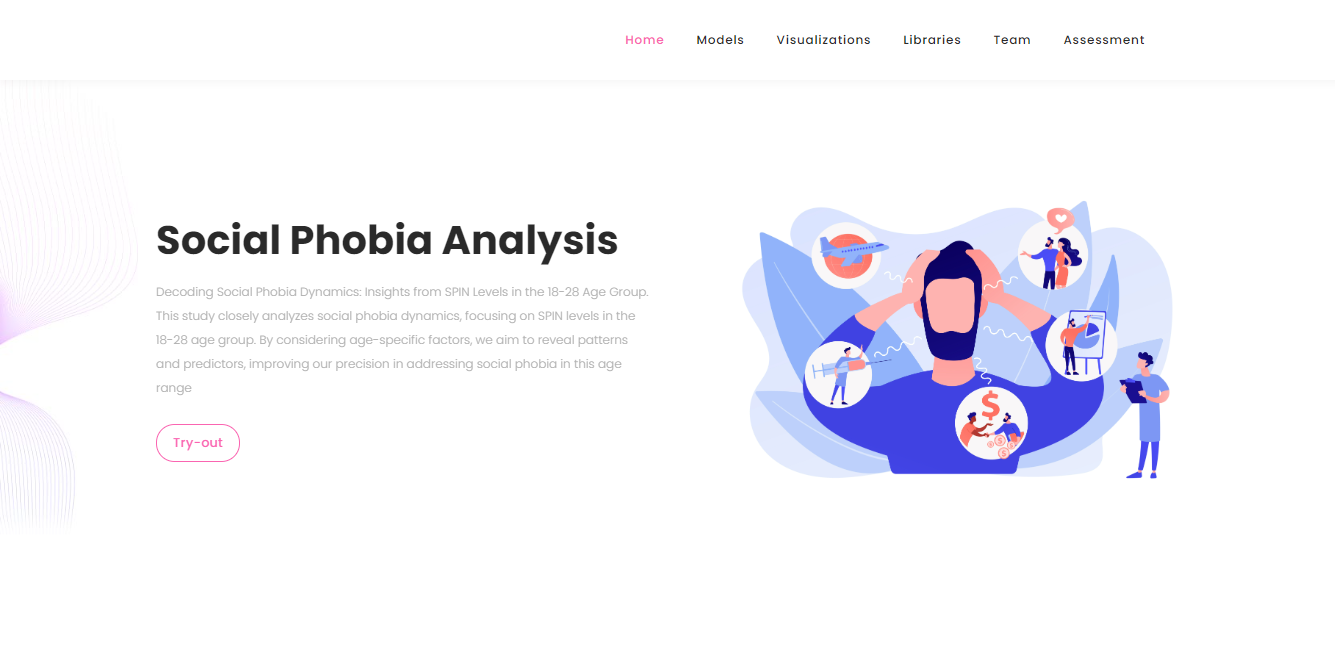 Home Models Visualizations Libraries Team Assessment
Social Phobia Analysis
Decoding Social Phobia Dynamics: Insights from SPIN Levels in the 18-28 Age Group.
This study closely analyzes social phobia dynamics, focusing on SPIN levels in the
18-28 age group. By considering age-specific factors, we aim to reveal patterns
and predictors, improving our precision in addressing social phobia in this age
range
Try-out
$